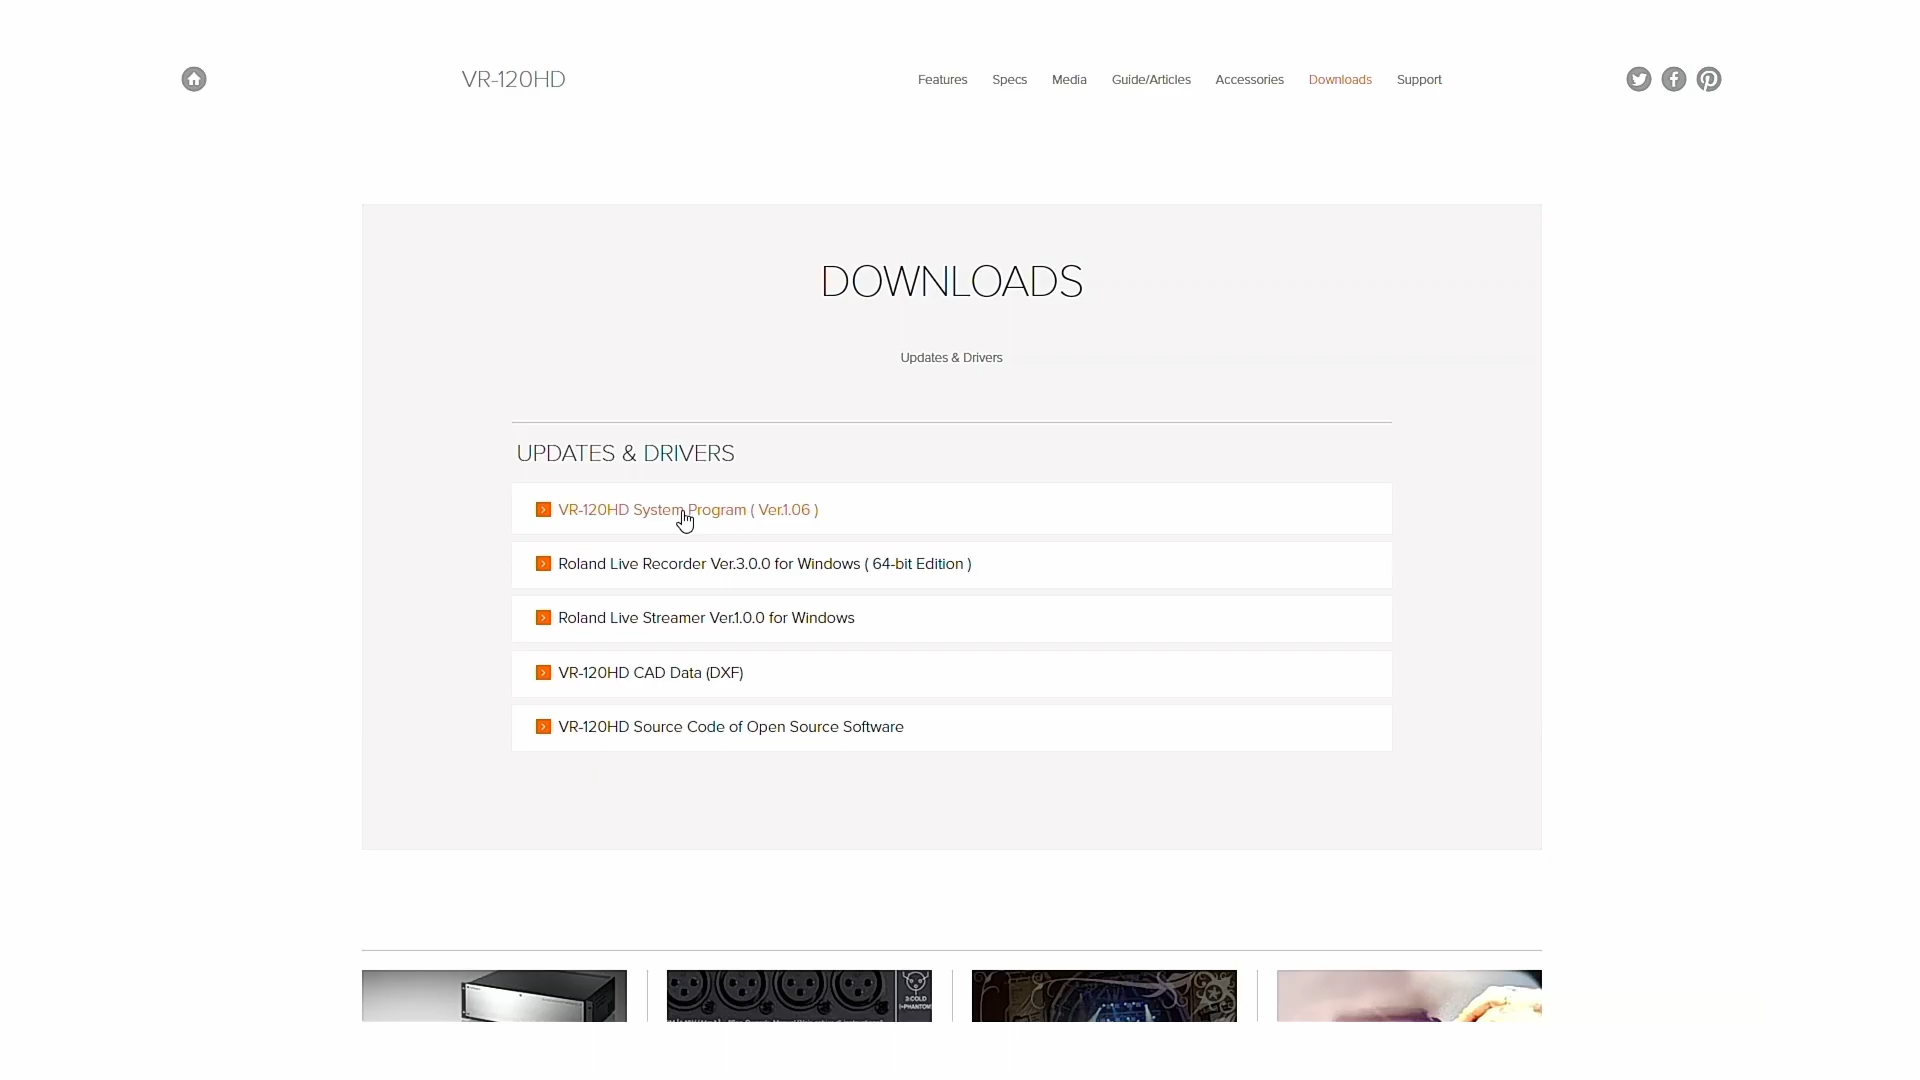 VR-120HD
Features
Specs
Media
Guide/Articles
Accessories
Downloads
Support
DOWNLOADS
Updates & Drivers
UPDATES & DRIVERS
VR-120HD System Program ( Ver.1.06 )
Roland Live Recorder Ver.3.0.0 for Windows ( 64-bit Edition )
Roland Live Streamer Ver.1.0.0 for Windows
VR-120HD CAD Data (DXF)
VR-120HD Source Code of Open Source Software
3:COLD